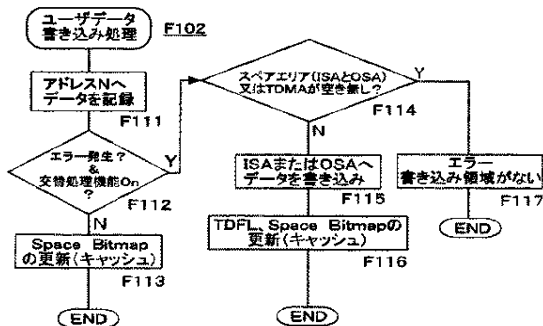 ユーザデータ
書き込み処理
F102
アドレスNへ
データを記録
F111
エラー発生?
&
交替処理機能On
?
F112
Y
N
Space Bitmap
の更新(キャッシュ)
F113
END
スペアエリア(ISAとOSA)
又はTDMAが空き無し?
F114
Y
N
ISAまたはOSAへ
データを書き込み
F115
TDFL、Space Bitmapの
更新(キャッシュ)
F116
END
エラー
書き込み領域がない
F117
END